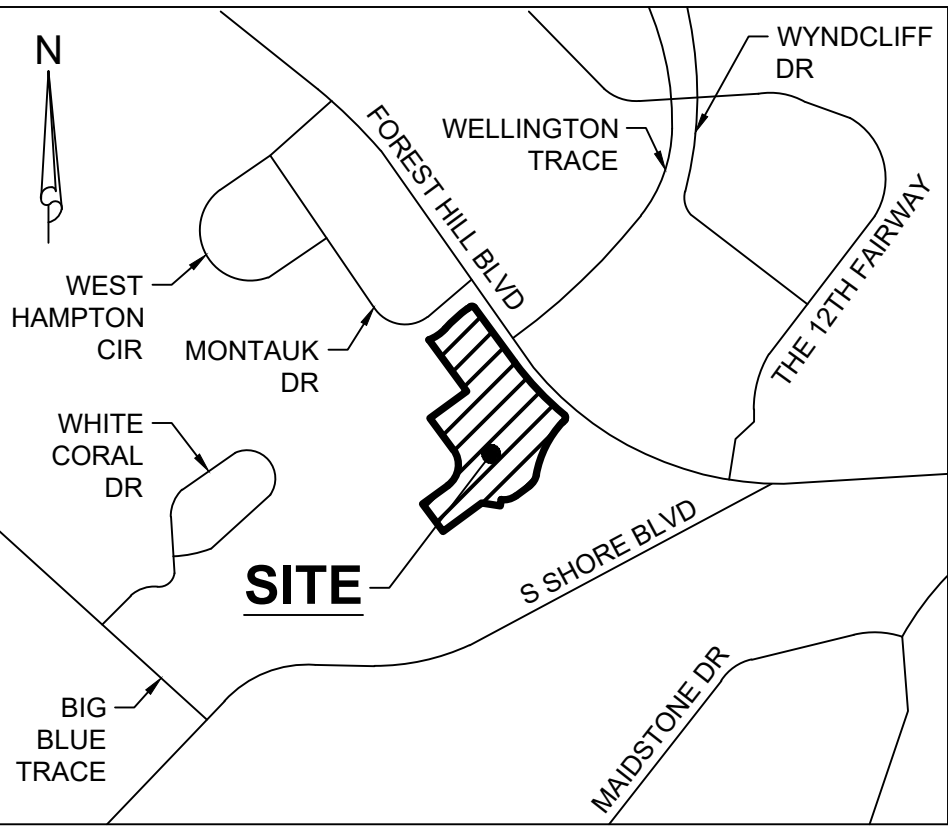 N
WYNDCLIFF
DR
WELLINGTON
TRACE
FOREST HILL BLVD
THE 12TH FAIRWAY
WEST
HAMPTON
CIR
MONTAUK
DR
WHITE
CORAL
DR
SITE
S SHORE BLVD
BIG
BLUE
TRACE
MAIDSTONE DR